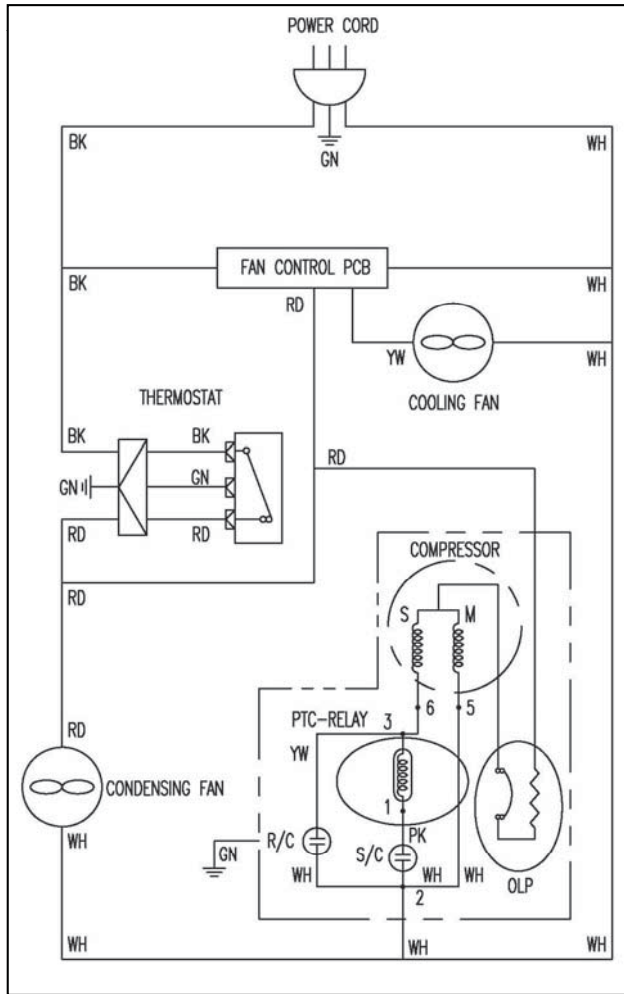 POWER CORD
BK
WH
GN
FAN CONTROL PCB
BK
WH
RD
YW
WH
COOLING FAN
THERMOSTAT
BK
BK
RD
GN
GN
RD
RD
COMPRESSOR
RD
S
M
6
5
PTC-RELAY
3
RD
YW
CONDENSING FAN
1
PK
WH
GN
R/C
S/C
WH
WH
WH
OLP
2
WH
WH
WH